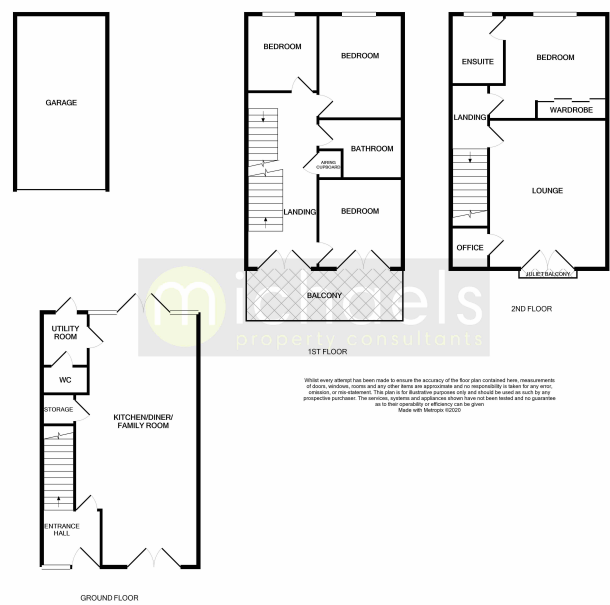 GARAGE
BEDROOM
BEDROOM
BATHROOM
AIRING
CUPBOARD
LANDING
BEDROOM
BALCONY
1ST FLOOR
ENSUITE
BEDROOM
LANDING
WARDROBE
LOUNGE
OFFICE
JULIET BALCONY
2ND FLOOR
michaels
property consultants
UTILITY
ROOM
WC
STORAGE
KITCHEN/DINER/
FAMILY ROOM
ENTRANCE
HALL
GROUND FLOOR
Whilst every attempt has been made to ensure the accuracy of the floor plan contained here, measurements
of doors, windows, rooms and any other items are approximate and no responsibility is taken for any error,
omission, or mis-statement. This plan is for illustrative purposes only and should be used as such by any
prospective purchaser. The services, systems and appliances shown have not been tested and no guarantee
as to their operability or efficiency can be given
Made with Metropix ©2020